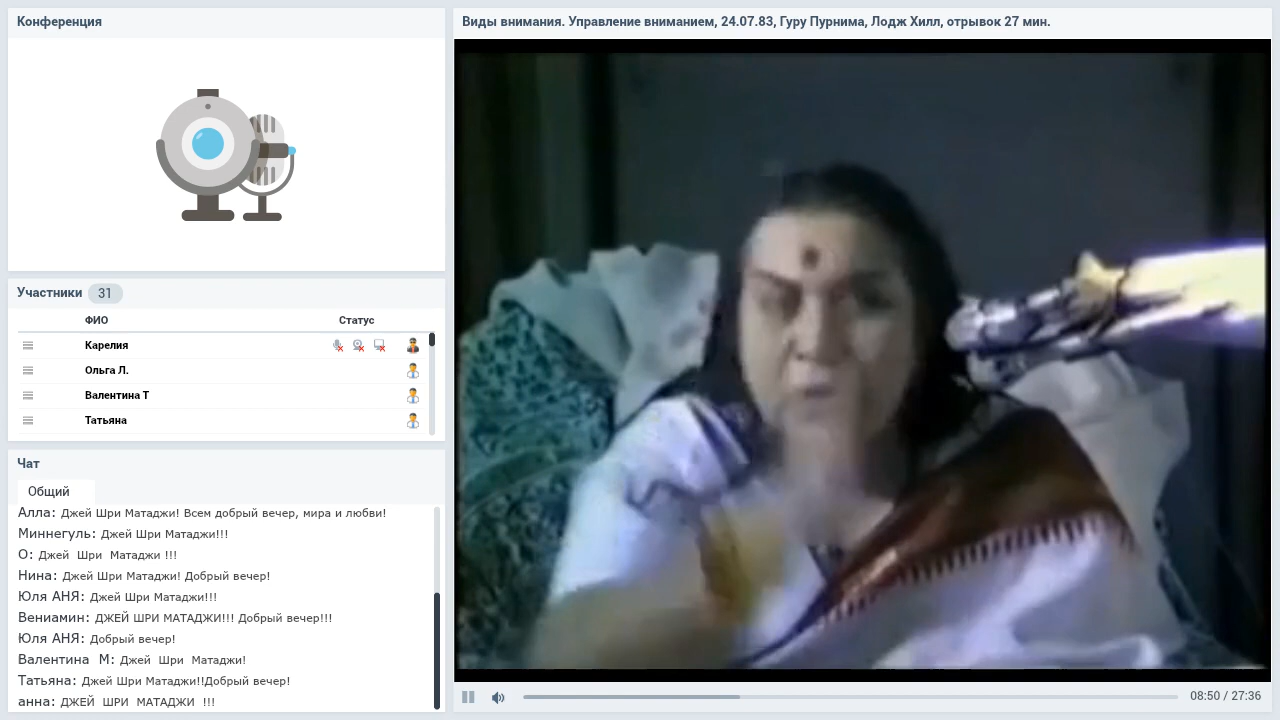 Конференция
Участники 31
ФИО Статус
Карелия
Ольга Л.
Валентина Т
Татьяна
Чат
Общий
Алла: Джей Шри Матаджи! Всем добрый вечер, мира и любви!
Миннегуль: Джей Шри Матаджи!!!
О: Джей Шри Матаджи !!!
Нина: Джей Шри Матаджи! Добрый вечер!
Юля АНЯ: Джей Шри Матаджи!!!
Вениамин: ДЖЕЙ ШРИ МАТАДЖИ!!! Добрый вечер!!!
Юля АНЯ: Добрый вечер!
Валентина М: Джей Шри Матаджи!
Татьяна: Джей Шри Матаджи!!Добрый вечер!
анна: ДЖЕЙ ШРИ МАТАДЖИ !!!
Виды внимания. Управление вниманием, 24.07.83, Гуру Пурнима, Лодж Хилл, отрывок 27 мин.
08:50 / 27:36